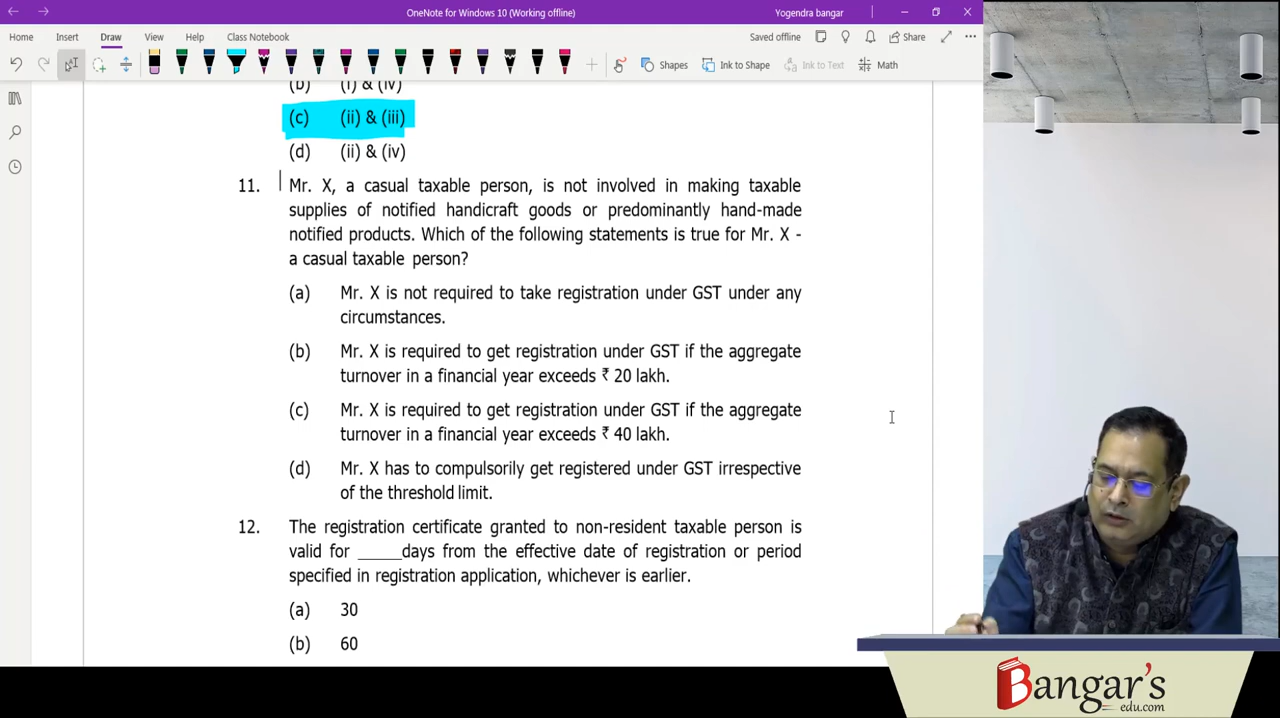 OneNote for Windows 10 (Working offline)
Yogendra bangar
Home Insert Draw View Help Class Notebook
Saved offline
Share
Shapes
Ink to Shape
Ink to Text
Math
(b) (i) & (iv)
(c) (ii) & (iii)
(d) (ii) & (iv)
11. Mr. X, a casual taxable person, is not involved in making taxable
supplies of notified handicraft goods or predominantly hand-made
notified products. Which of the following statements is true for Mr. X -
a casual taxable person?
(a) Mr. X is not required to take registration under GST under any
circumstances.
(b) Mr. X is required to get registration under GST if the aggregate
turnover in a financial year exceeds ₹ 20 lakh.
(c) Mr. X is required to get registration under GST if the aggregate
turnover in a financial year exceeds ₹ 40 lakh.
(d) Mr. X has to compulsorily get registered under GST irrespective
of the threshold limit.
12. The registration certificate granted to non-resident taxable person is
valid for _____days from the effective date of registration or period
specified in registration application, whichever is earlier.
(a) 30
(b) 60
Bangar's
edu.com